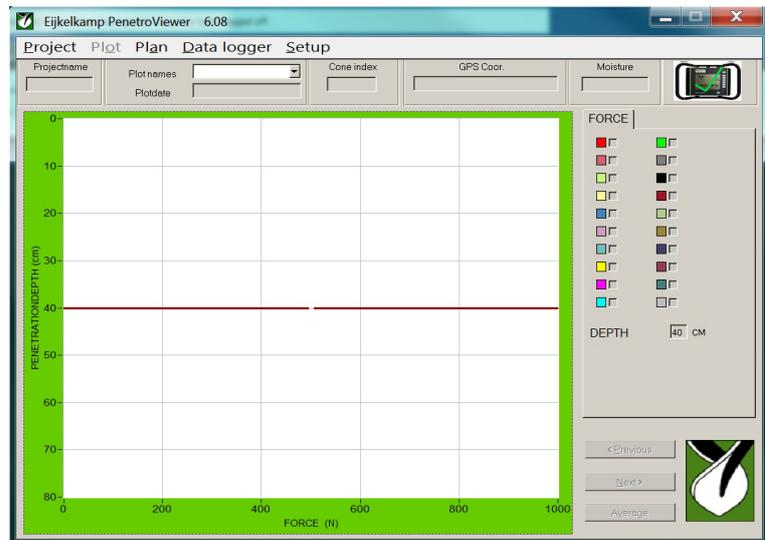 Eijkelkamp PenetroViewer 6.08
Project Plot Plan Data logger Setup
Projectname
Plot names
Plotdate
Cone index
GPS Coor.
Moisture
FORCE
0
10
20
30
40
50
60
70
80
PENETRATIONDEPTH (cm)
0 200 400 600 800 1000
FORCE (N)
DEPTH 40 CM
< Previous
Next >
Average